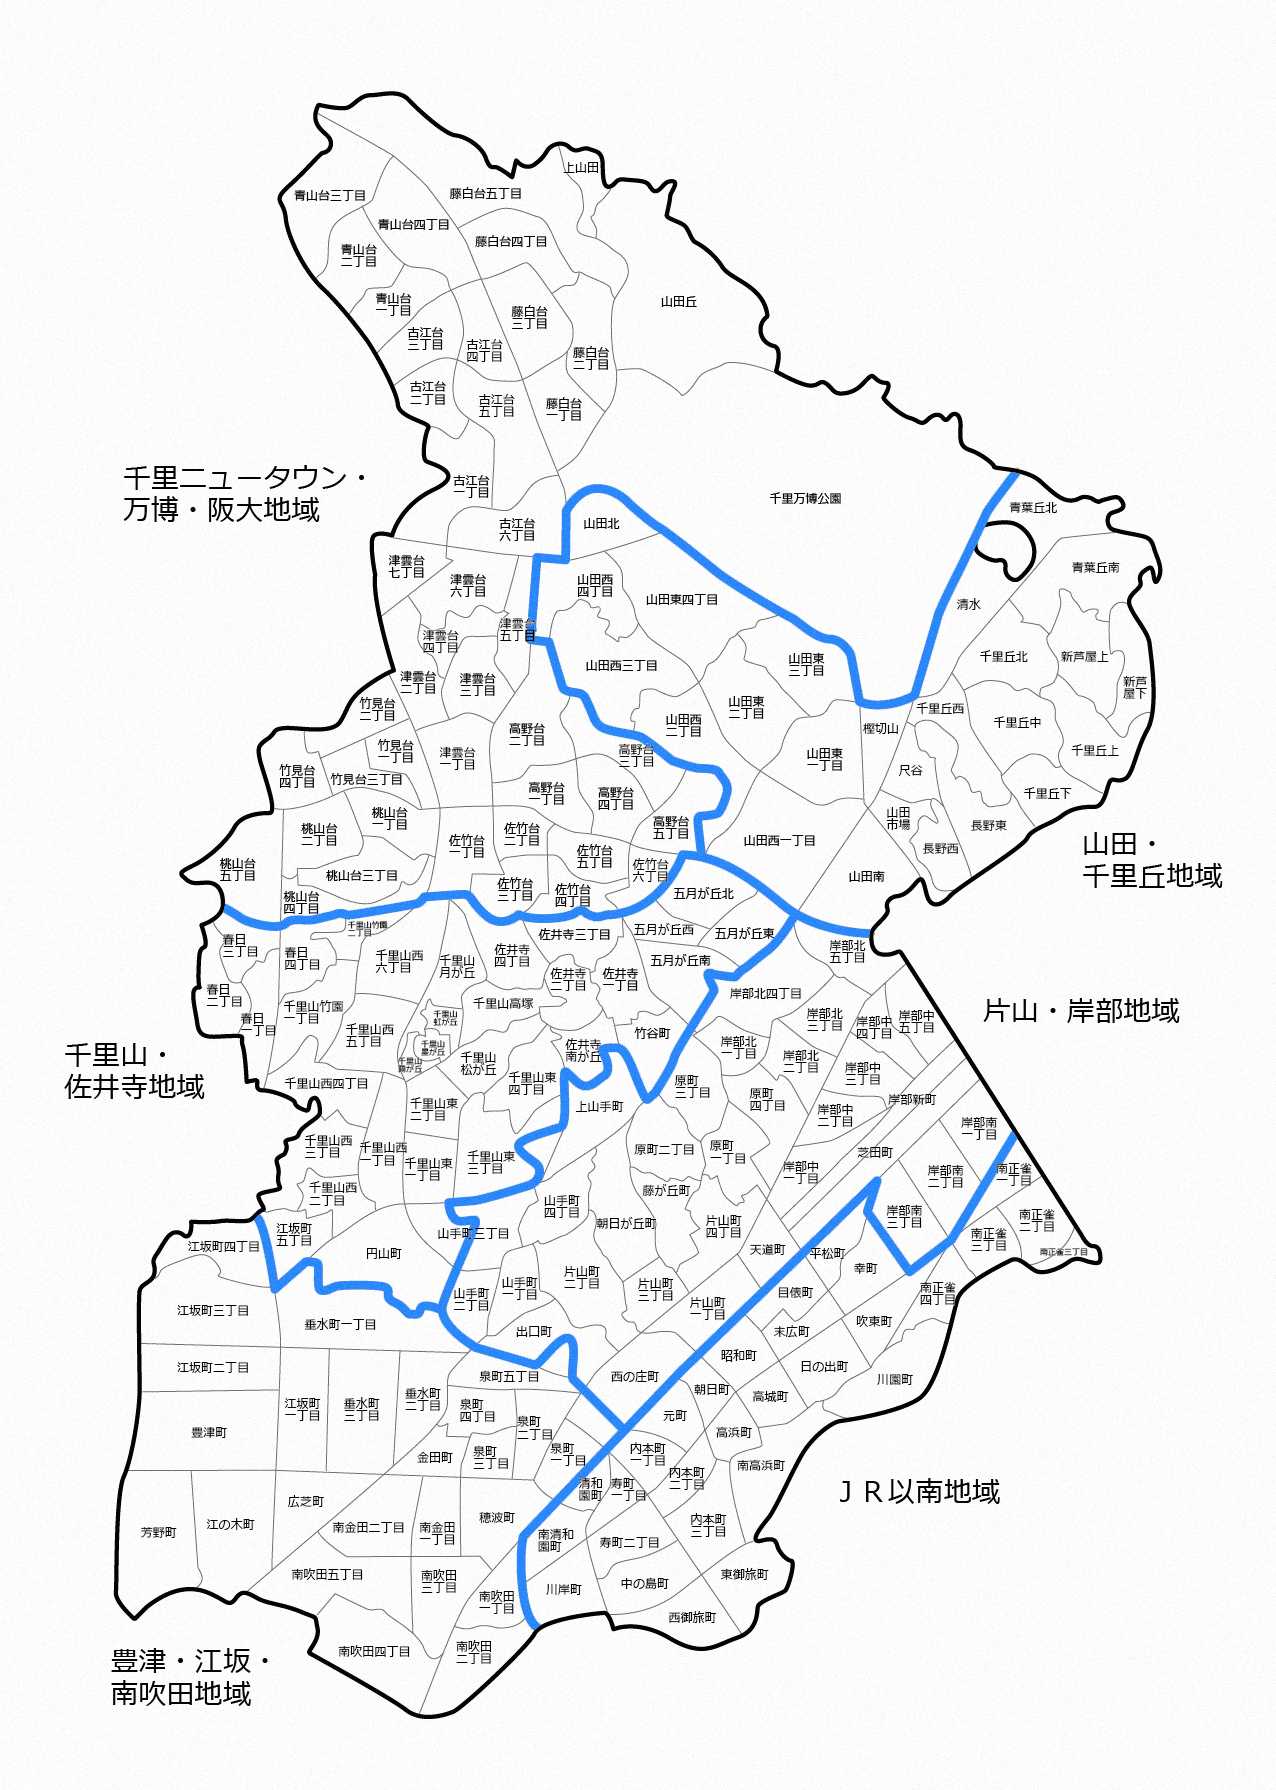 上山田
青山台三丁目
藤白台五丁目
青山台四丁目
藤白台四丁目
青山台
二丁目
山田丘
青山台
一丁目
藤白台
三丁目
古江台
三丁目
古江台
四丁目
藤白台
二丁目
古江台
二丁目
古江台
五丁目
藤白台
一丁目
千里ニュータウン・
万博・阪大地域
古江台
一丁目
千里万博公園
青葉丘北
古江台
六丁目
山田北
津雲台
七丁目
青葉丘南
津雲台
六丁目
山田西
四丁目
山田東四丁目
清水
津雲台
五丁目
津雲台
四丁目
千里丘北
新芦屋上
山田西三丁目
山田東
三丁目
津雲台
二丁目
津雲台
三丁目
新芦
屋下
竹見台
二丁目
山田東
二丁目
千里丘西
山田西
二丁目
千里丘中
高野台
二丁目
樫切山
竹見台
一丁目
津雲台
一丁目
高野台
三丁目
山田東
一丁目
千里丘上
竹見台
四丁目
竹見台三丁目
尺谷
高野台
一丁目
高野台
四丁目
千里丘下
桃山台
一丁目
山田
市場
長野東
高野台
五丁目
桃山台
二丁目
佐竹台
一丁目
佐竹台
二丁目
山田西一丁目
長野西
山田・
千里丘地域
佐竹台
五丁目
佐竹台
六丁目
桃山台
五丁目
桃山台三丁目
山田南
佐竹台
三丁目
佐竹台
四丁目
五月が丘北
桃山台
四丁目
千里山竹園
二丁目
五月が丘西
五月が丘東
佐井寺三丁目
春日
三丁目
春日
四丁目
千里山西
六丁目
千里山
月が丘
佐井寺
四丁目
五月が丘南
岸部北
五丁目
佐井寺
二丁目
佐井寺
一丁目
春日
二丁目
岸部北四丁目
千里山高塚
千里山竹園
一丁目
千里山
虹が丘
岸部北
三丁目
岸部中
四丁目
岸部中
五丁目
片山・岸部地域
春日
一丁目
千里山西
五丁目
竹谷町
千里山
星が丘
千里山
霧が丘
佐井寺
南が丘
岸部北
一丁目
岸部北
二丁目
千里山・
佐井寺地域
千里山
松が丘
岸部中
三丁目
千里山西四丁目
千里山東
四丁目
原町
三丁目
原町
四丁目
岸部新町
千里山東
二丁目
上山手町
岸部中
二丁目
岸部南
一丁目
千里山西
三丁目
千里山西
一丁目
原町二丁目
原町
一丁目
芝田町
千里山東
一丁目
千里山東
三丁目
岸部中
一丁目
岸部南
二丁目
南正雀
一丁目
千里山西
二丁目
藤が丘町
山手町
四丁目
岸部南
三丁目
南正雀
二丁目
江坂町
五丁目
山手町三丁目
朝日が丘町
片山町
四丁目
南正雀
三丁目
江坂町四丁目
円山町
天道町
平松町
南正雀三丁目
幸町
片山町
二丁目
山手町
一丁目
片山町
三丁目
目俵町
南正雀
四丁目
山手町
二丁目
片山町
一丁目
江坂町三丁目
垂水町一丁目
出口町
末広町
吹東町
昭和町
江坂町二丁目
日の出町
泉町五丁目
西の庄町
川園町
朝日町
高城町
江坂町
一丁目
垂水町
三丁目
垂水町
二丁目
泉町
四丁目
元町
豊津町
泉町
二丁目
高浜町
金田町
泉町
三丁目
泉町
一丁目
内本町
一丁目
南高浜町
内本町
二丁目
清和
園町
寿町
一丁目
ＪＲ以南地域
広芝町
穂波町
内本町
三丁目
芳野町
江の木町
南金田二丁目
南金田
一丁目
南清和
園町
寿町二丁目
南吹田五丁目
南吹田
三丁目
東御旅町
川岸町
中の島町
南吹田
一丁目
西御旅町
南吹田四丁目
南吹田
二丁目
豊津・江坂・
南吹田地域